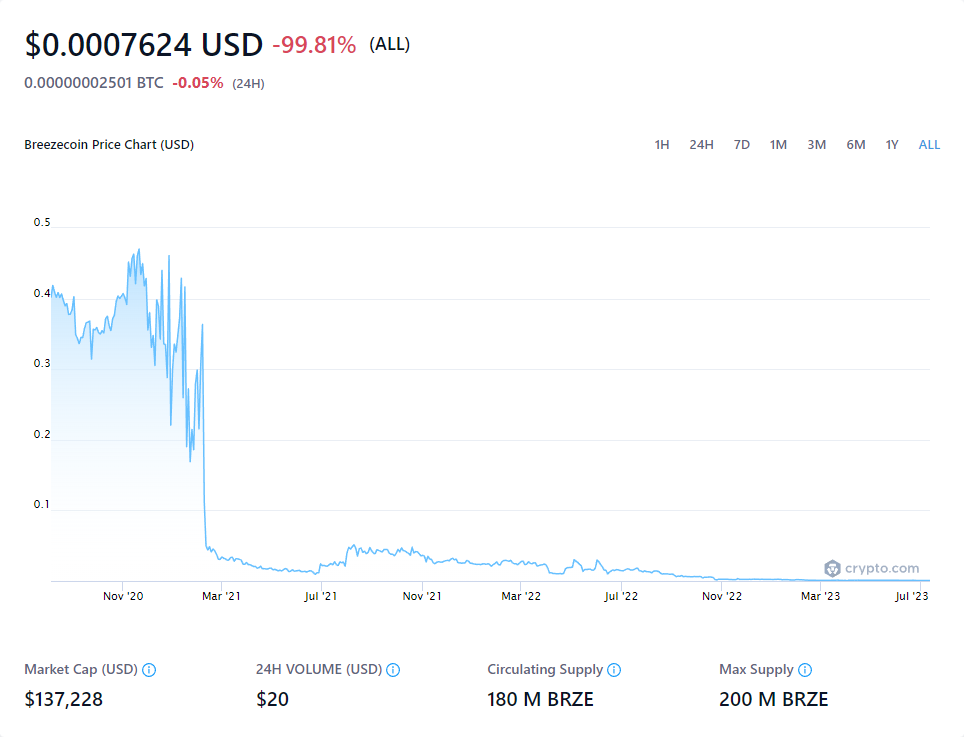 $0.0007624 USD -99.81% (ALL)
0.00000002501 BTC -0.05% (24H)
Breezecoin Price Chart (USD) 1H 24H 7D 1M 3M 6M 1Y ALL
0.5
0.4
0.3
0.2
0.1
crypto.com
Nov '20 Mar '21 Jul '21 Nov '21 Mar '22 Jul '22 Nov '22 Mar '23 Jul '23
Market Cap (USD) 24H VOLUME (USD) Circulating Supply Max Supply
$137,228 $20 180 M BRZE 200 M BRZE